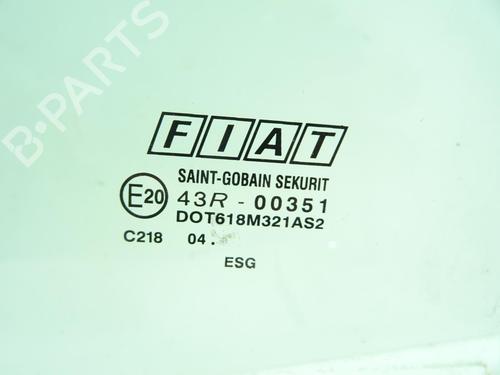 B-PARTS
FIAT
SAINT-GOBAIN SEKURIT
E20 43R - 00351
DOT618M321AS2
C218 04 .
ESG